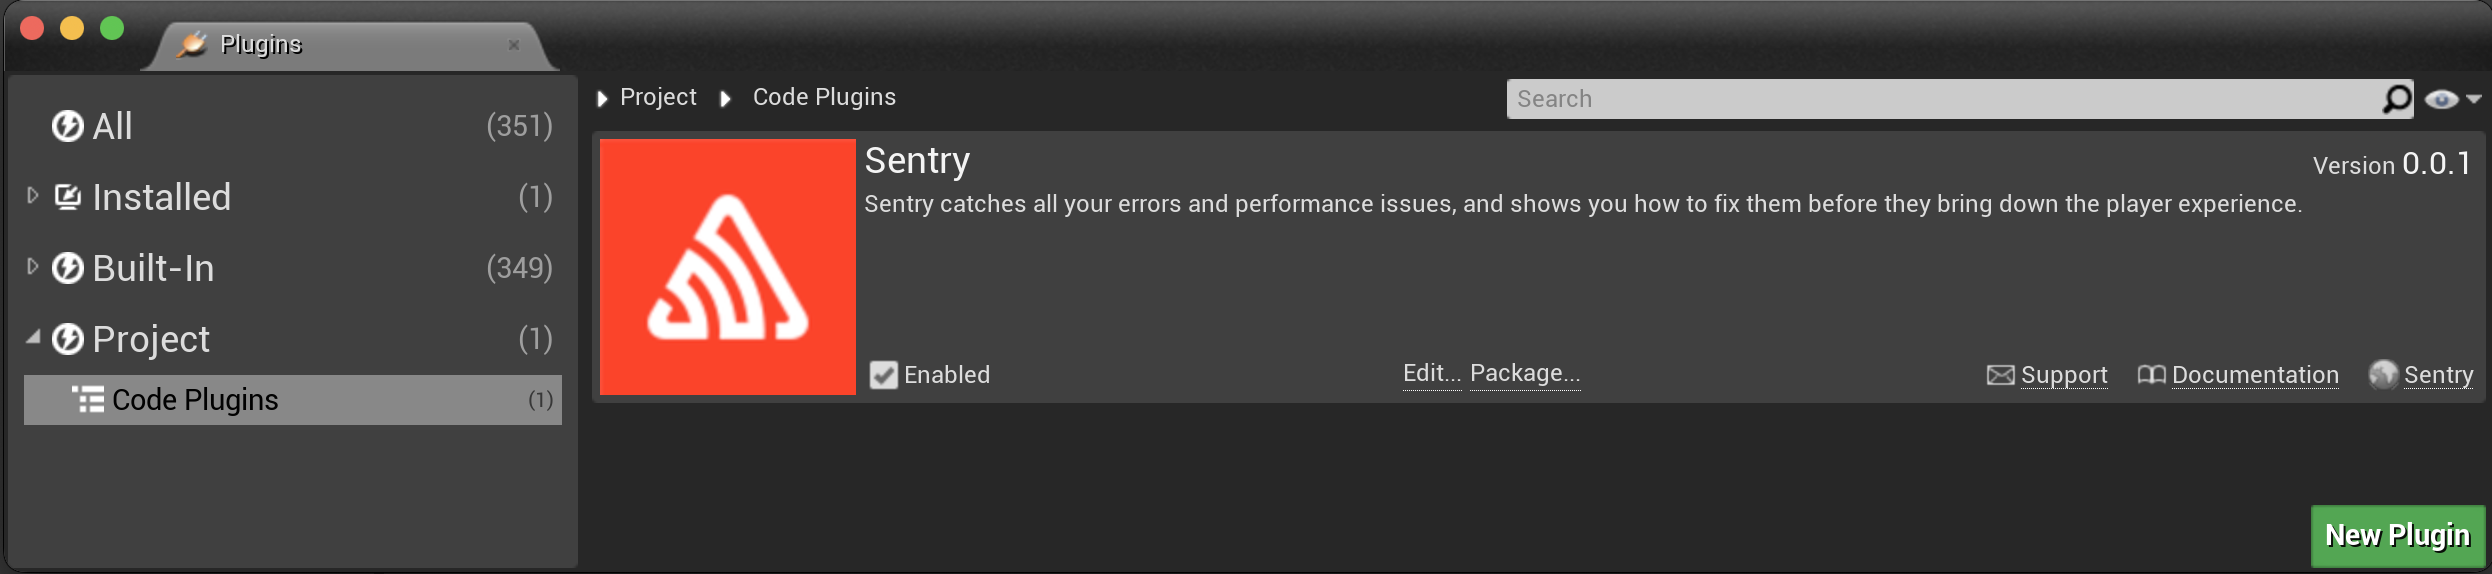 Plugins
All (351)
Installed (1)
Built-In (349)
Project (1)
Code Plugins (1)
Project Code Plugins
Search
Sentry
Version 0.0.1
Sentry catches all your errors and performance issues, and shows you how to fix them before they bring down the player experience.
Enabled Edit... Package... Support Documentation Sentry
New Plugin